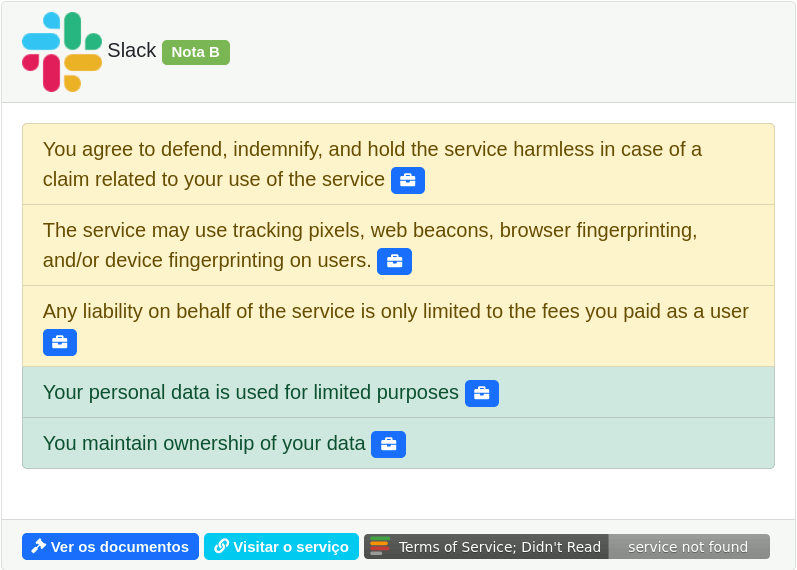 Slack Nota B
You agree to defend, indemnify, and hold the service harmless in case of a
claim related to your use of the service
The service may use tracking pixels, web beacons, browser fingerprinting,
and/or device fingerprinting on users.
Any liability on behalf of the service is only limited to the fees you paid as a user
Your personal data is used for limited purposes
You maintain ownership of your data
Ver os documentos Visitar o serviço Terms of Service; Didn't Read service not found